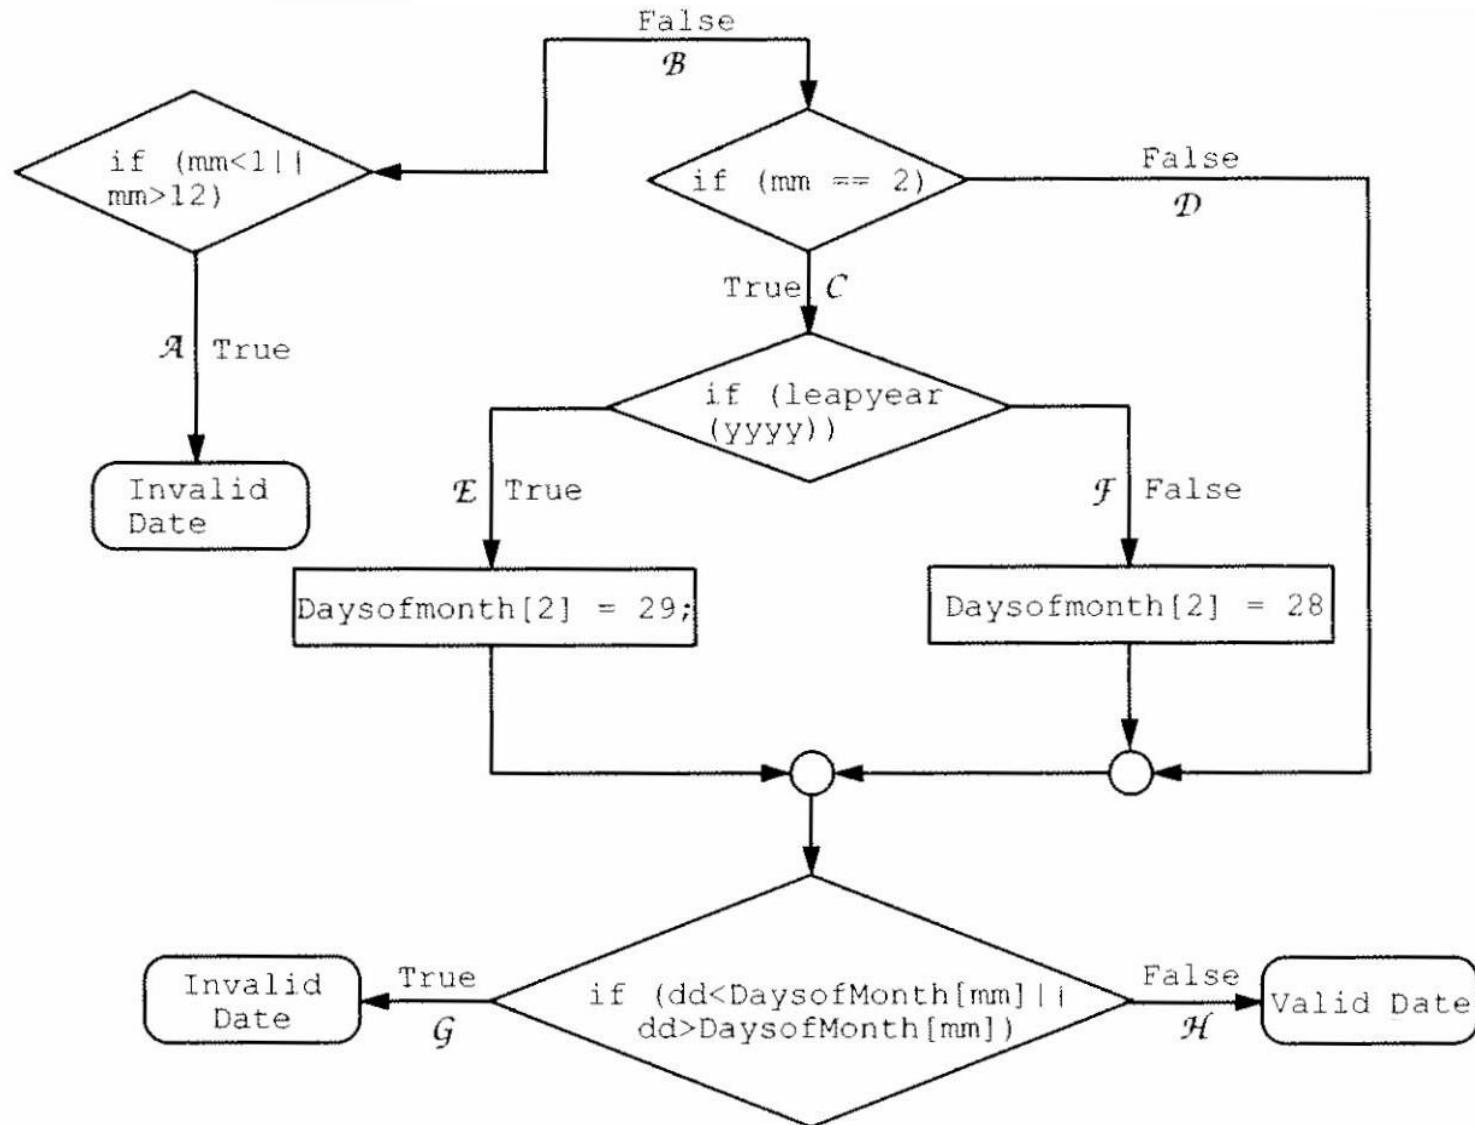 False
B
if (mm<1||
mm>12)
if (mm == 2)
False
D
True C
A True
if (leapyear
(yyyy))
Invalid
Date
E True
F False
Daysofmonth[2] = 29;
Daysofmonth[2] = 28
True
G
Invalid
Date
if (dd<DaysofMonth[mm]||
dd>DaysofMonth[mm])
False
H
Valid Date